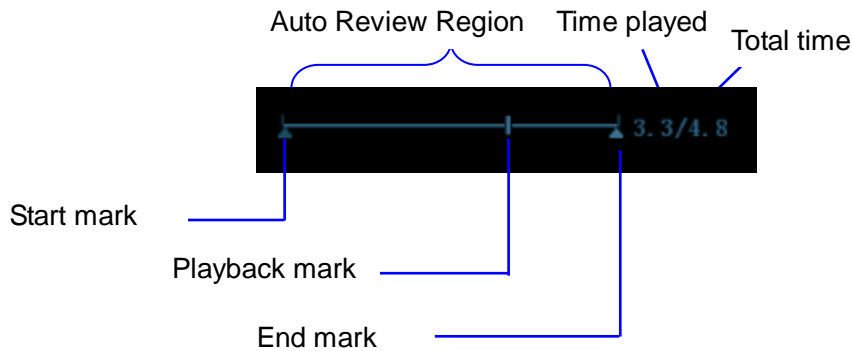 Auto Review Region
Time played
Total time
3.3/4.8
Start mark
Playback mark
End mark